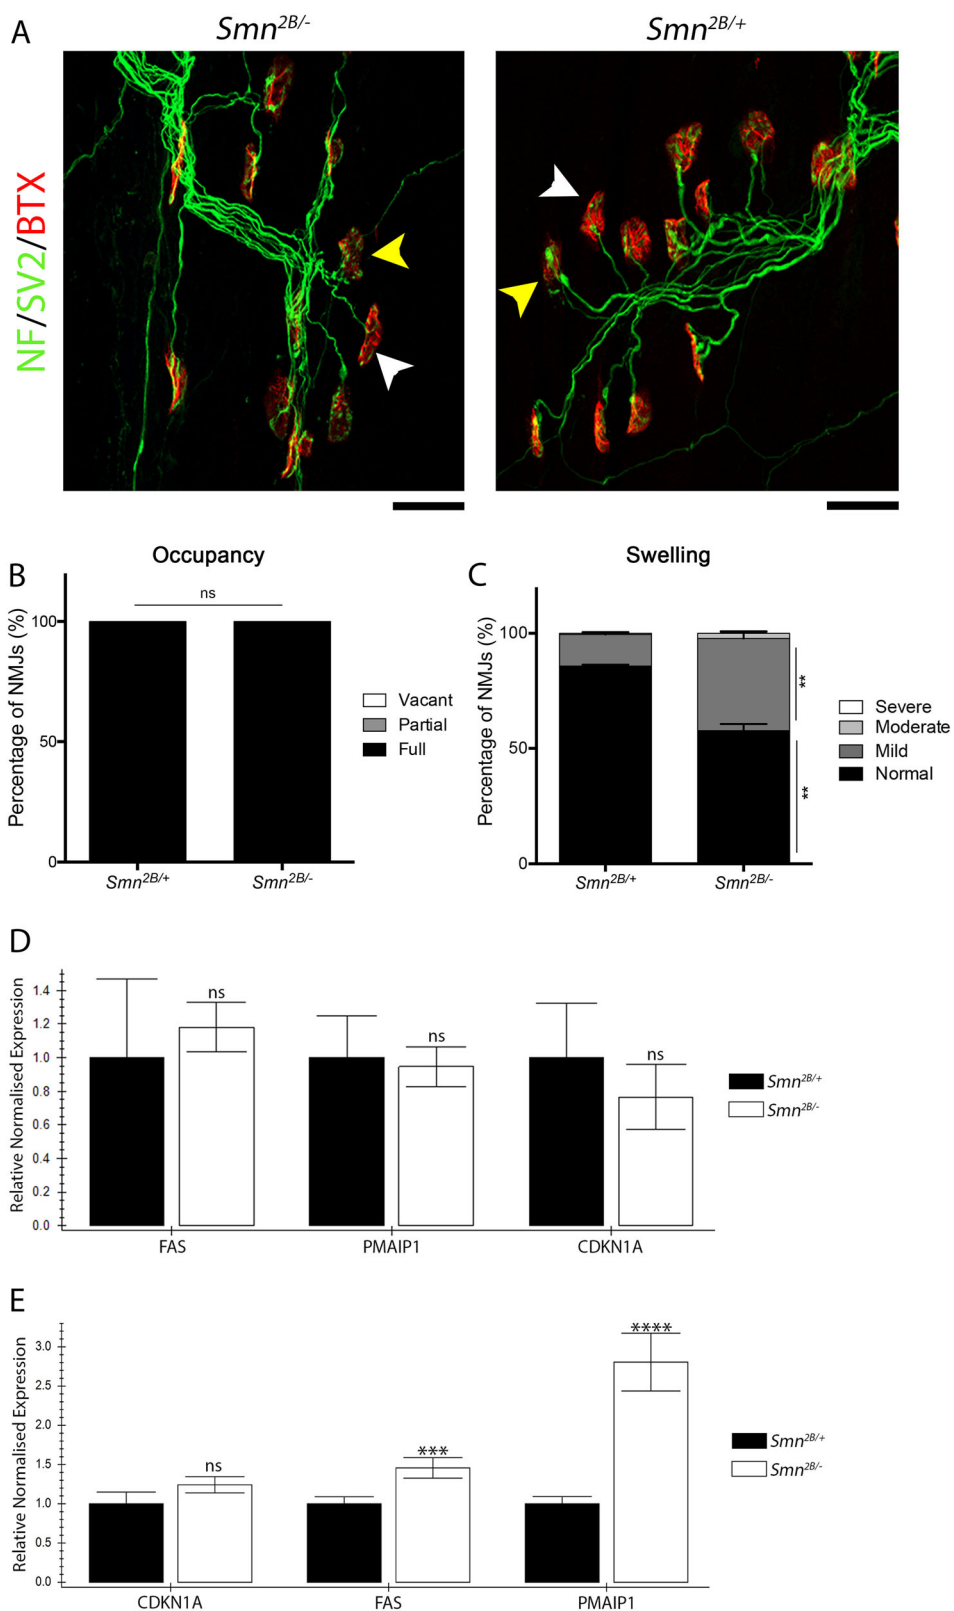 A
Smn2B/-
Smn2B/+
NF/SV2/BTX
B
Occupancy
Percentage of NMJs (%)
100
50
0
ns
Smn2B/+
Smn2B/-
Vacant
Partial
Full
C
Swelling
Percentage of NMJs (%)
100
50
0
**
**
Smn2B/+
Smn2B/-
Severe
Moderate
Mild
Normal
D
Relative Normalised Expression
1.4
1.2
1.0
0.8
0.6
0.4
0.2
0.0
ns
ns
ns
FAS
PMAIP1
CDKN1A
Smn2B/+
Smn2B/-
E
Relative Normalised Expression
3.0
2.5
2.0
1.5
1.0
0.5
0.0
ns
***
****
CDKN1A
FAS
PMAIP1
Smn2B/+
Smn2B/-